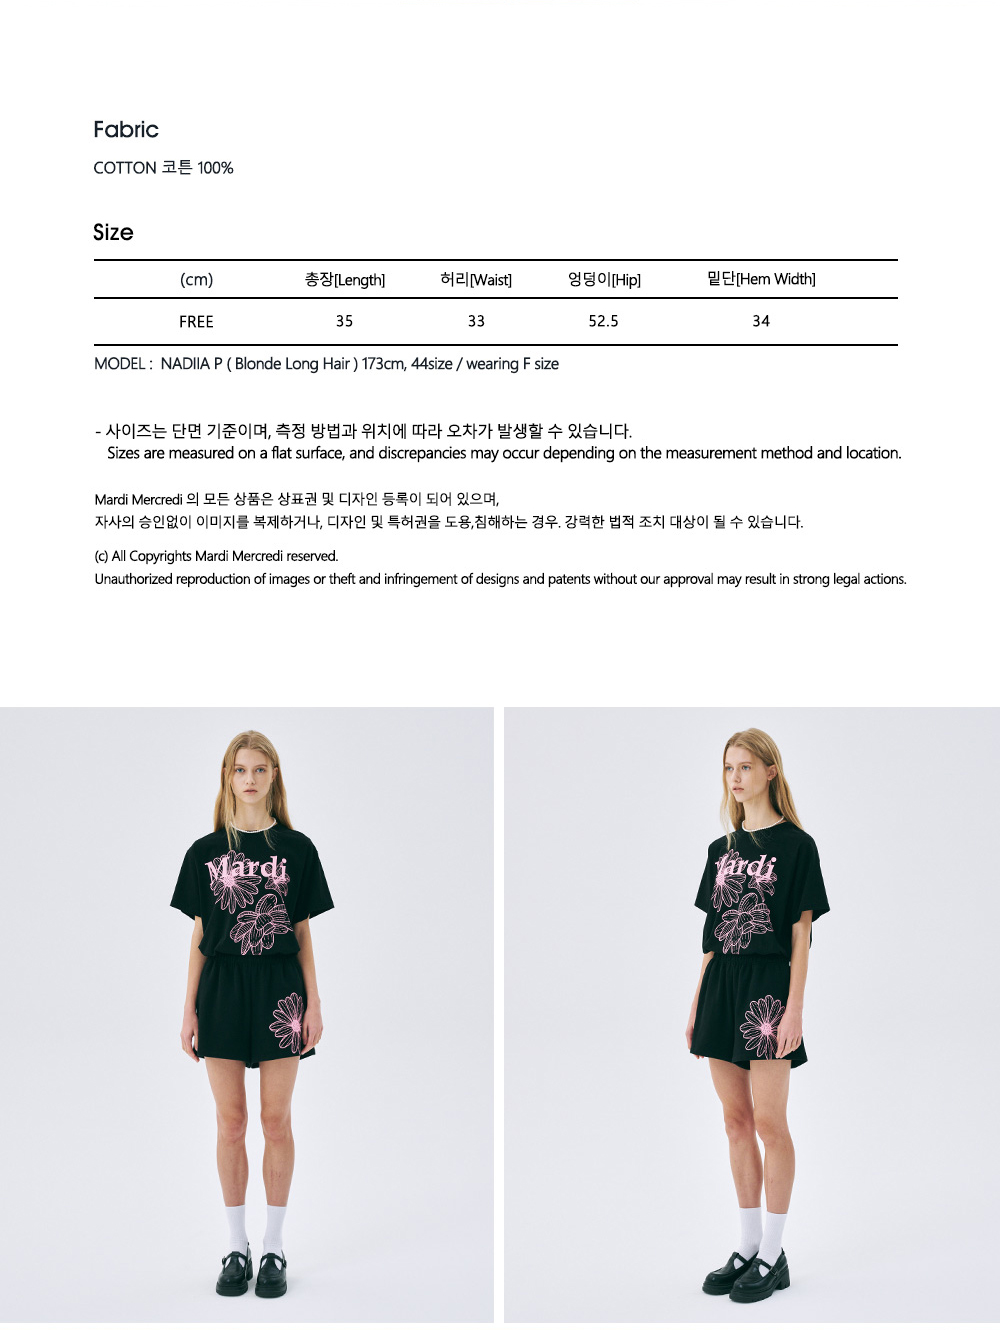 Fabric
COTTON 코튼 100%
Size
(cm) 총장[Length] 허리[Waist] 엉덩이[Hip] 밑단[Hem Width]
FREE 35 33 52.5 34
MODEL : NADIIA P ( Blonde Long Hair ) 173cm, 44size / wearing F size
- 사이즈는 단면 기준이며, 측정 방법과 위치에 따라 오차가 발생할 수 있습니다.
Sizes are measured on a flat surface, and discrepancies may occur depending on the measurement method and location.
Mardi Mercredi 의 모든 상품은 상표권 및 디자인 등록이 되어 있으며,
자사의 승인없이 이미지를 복제하거나, 디자인 및 특허권을 도용,침해하는 경우. 강력한 법적 조치 대상이 될 수 있습니다.
(c) All Copyrights Mardi Mercredi reserved.
Unauthorized reproduction of images or theft and infringement of designs and patents without our approval may result in strong legal actions.
Mardi
Mardi